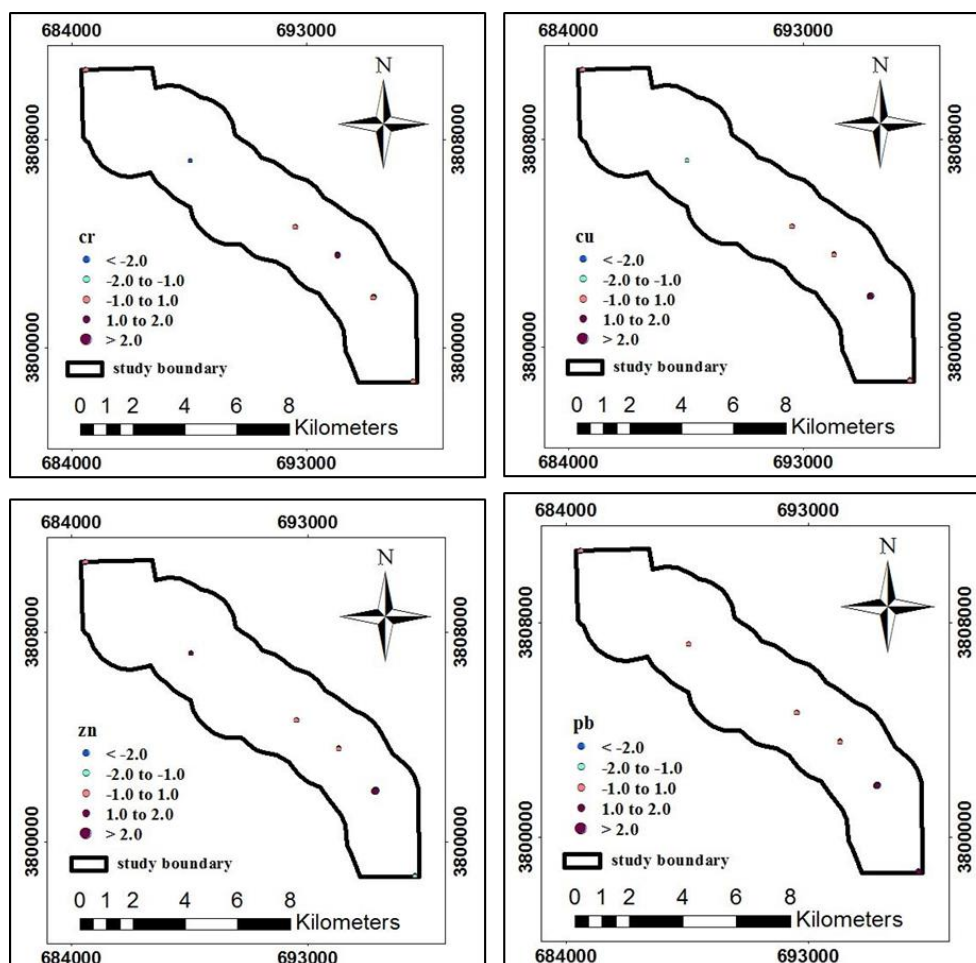 684000 693000
N
3808000 3808000
cr
< -2.0
-2.0 to -1.0
-1.0 to 1.0
1.0 to 2.0
> 2.0
3800000 3800000
study boundary
0 1 2 4 6 8
Kilometers
684000 693000
684000 693000
N
3808000 3808000
cu
< -2.0
-2.0 to -1.0
-1.0 to 1.0
1.0 to 2.0
> 2.0
3800000 3800000
study boundary
0 1 2 4 6 8
Kilometers
684000 693000
684000 693000
N
3808000 3808000
zn
< -2.0
-2.0 to -1.0
-1.0 to 1.0
1.0 to 2.0
> 2.0
3800000 3800000
study boundary
0 1 2 4 6 8
Kilometers
684000 693000
684000 693000
N
3808000 3808000
pb
< -2.0
-2.0 to -1.0
-1.0 to 1.0
1.0 to 2.0
> 2.0
3800000 3800000
study boundary
0 1 2 4 6 8
Kilometers
684000 693000